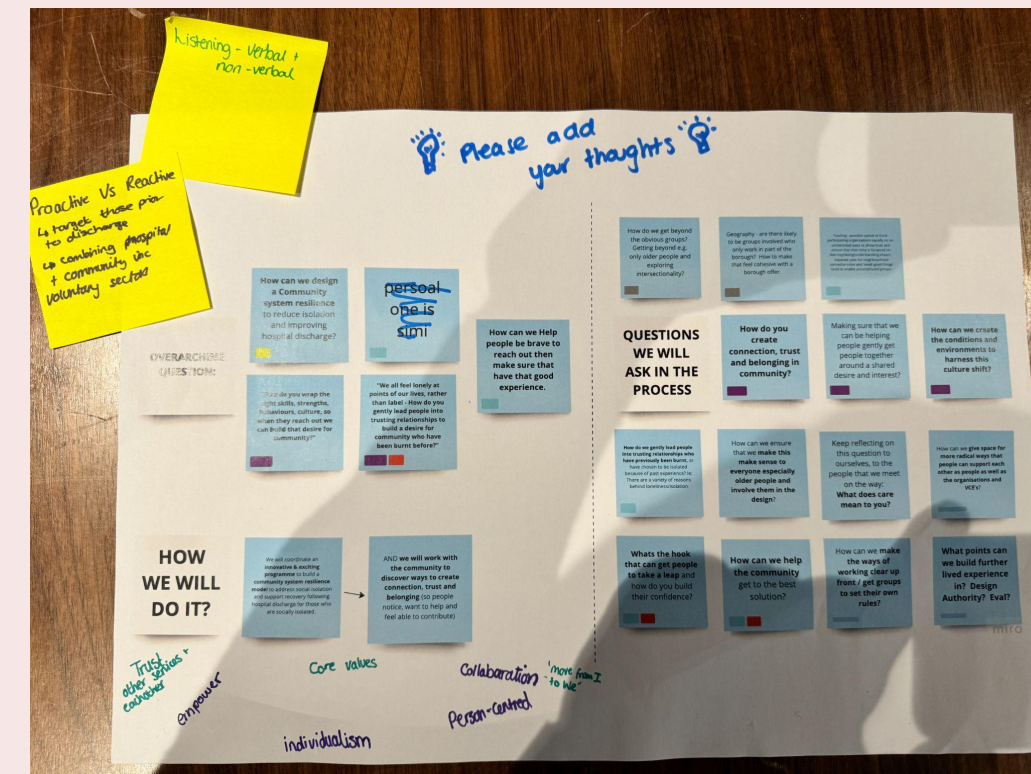 Listening - verbal +
non-verbal
Proactive Vs Reactive
↳ target those prior
to discharge
↳ combining hospital
+ community inc
voluntary sector
Please add
your thoughts
How can we design
a Community
system resilience
to reduce isolation
and improving
hospital discharge?
persoal
one is
simi
How can we Help
people be brave to
reach out then
make sure that
have that good
experience.
OVERARCHING
QUESTION:
do you wrap the
right skills, strengths,
behaviours, culture, so
when they reach out we
can build that desire for
community?"
"We all feel lonely at
points of our lives, rather
than label - How do you
gently lead people into
trusting relationships to
build a desire for
community who have
been burnt before?"
HOW
WE WILL
DO IT?
We will coordinate an
innovative & exciting
programme to build a
community system resilience
model to address social isolation
and support recovery following
hospital discharge for those who
are socially isolated.
AND we will work with
the community to
discover ways to create
connection, trust and
belonging (so people
notice, want to help and
feel able to contribute)
Trust
other services +
eachother
empower
Core values
individualism
Collaboration
Person-centred
- 'more from I
to We'
How do we get beyond
the obvious groups?
Getting beyond e.g.
only older people and
exploring
intersectionality?
Geography - are there likely
to be groups involved who
only work in part of the
borough? How to make
that feel cohesive with a
borough offer.
QUESTIONS
WE WILL
ASK IN THE
PROCESS
How do you
create
connection, trust
and belonging in
community?
Making sure that we
can be helping
people gently get
people together
around a shared
desire and interest?
How can we create
the conditions and
environments to
harness this
culture shift?
How do we gently lead people
into trusting relationships who
have previously been burnt, or
have chosen to be isolated
because of past experience? ie
There are a variety of reasons
behind loneliness/isolation
How can we ensure
that we make this
make sense to
everyone especially
older people and
involve them in the
design?
Keep reflecting on
this question to
ourselves, to the
people that we meet
on the way:
What does care
mean to you?
How can we give space for
more radical ways that
people can support each
other as people as well as
the organisations and
VCE's?
Whats the hook
that can get people
to take a leap and
how do you build
their confidence?
How can we help
the community
get to the best
solution?
How can we make
the ways of
working clear up
front / get groups
to set their own
rules?
What points can
we build further
lived experience
in? Design
Authority? Eval?
miro